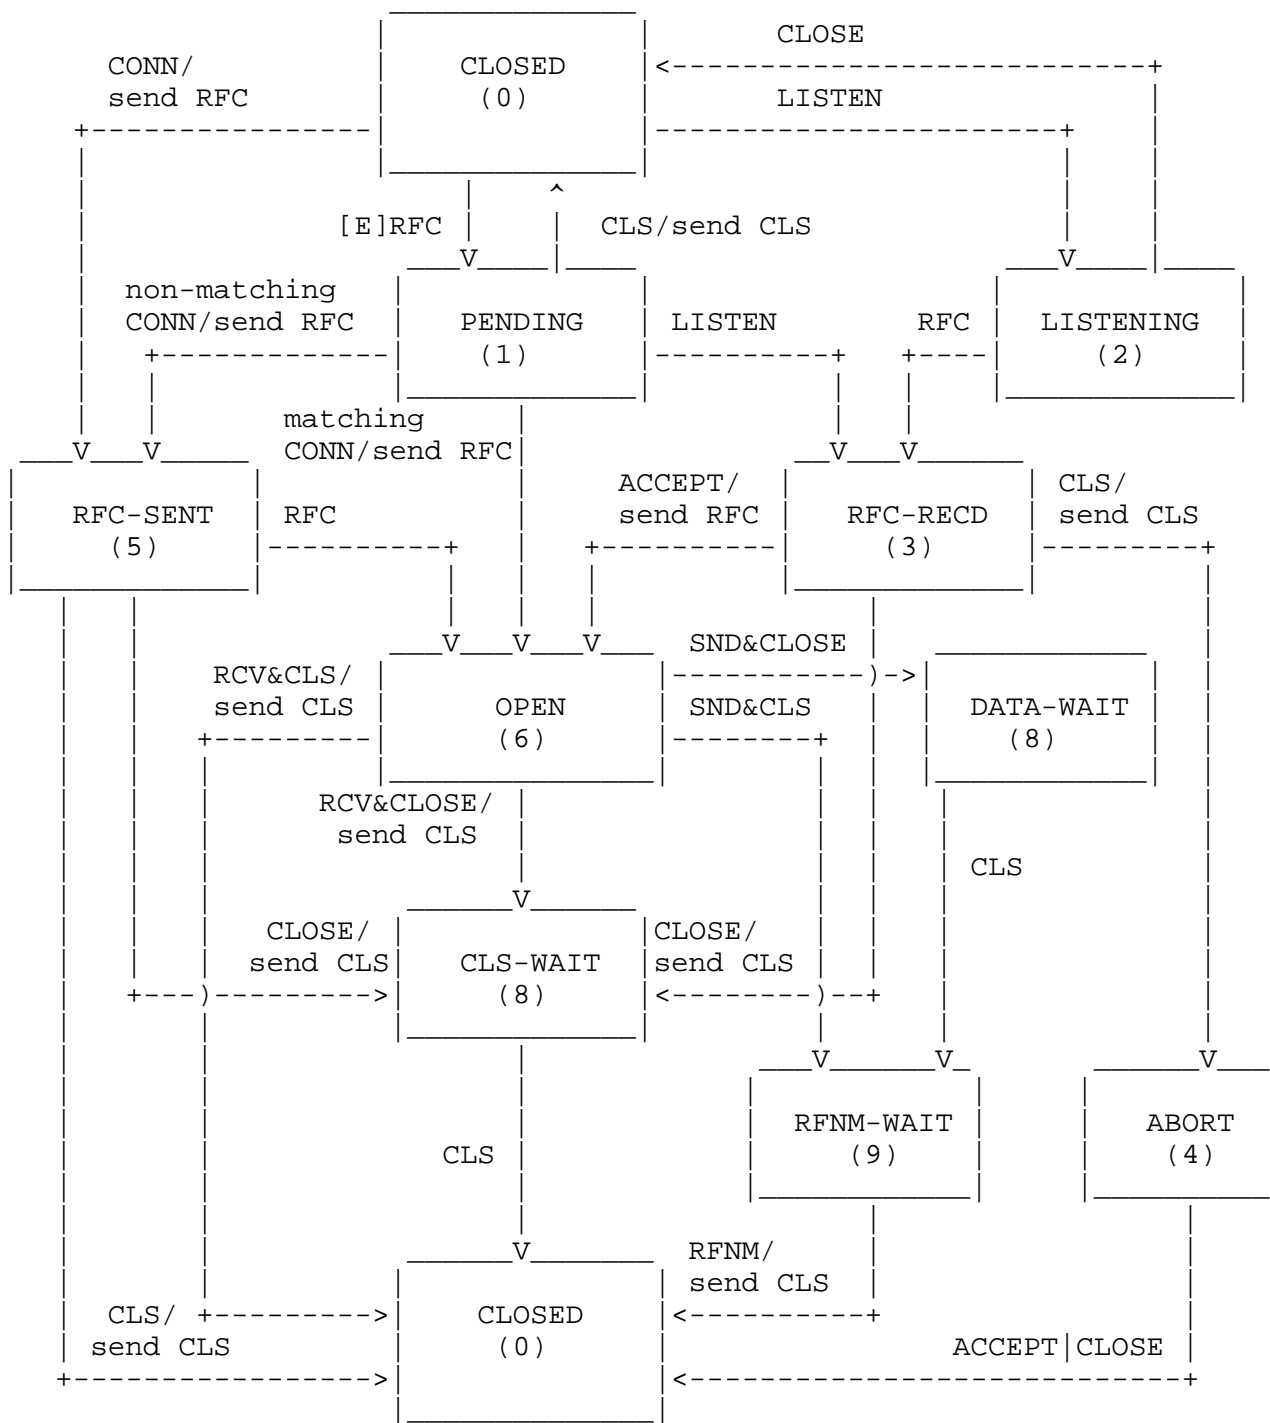 CLOSE
CONN/ CLOSED
send RFC (0) LISTEN
[E]RFC CLS/send CLS
non-matching
CONN/send RFC PENDING LISTEN RFC LISTENING
(1) (2)
matching
CONN/send RFC
ACCEPT/ CLS/
RFC-SENT RFC send RFC RFC-RECD send CLS
(5) (3)
SND&CLOSE
RCV&CLS/
send CLS OPEN SND&CLS DATA-WAIT
(6) (8)
RCV&CLOSE/
send CLS
CLS
CLOSE/ CLOSE/
send CLS CLS-WAIT send CLS
(8)
RFNM-WAIT ABORT
CLS (9) (4)
RFNM/
send CLS
CLS/ CLOSED
send CLS (0) ACCEPT|CLOSE